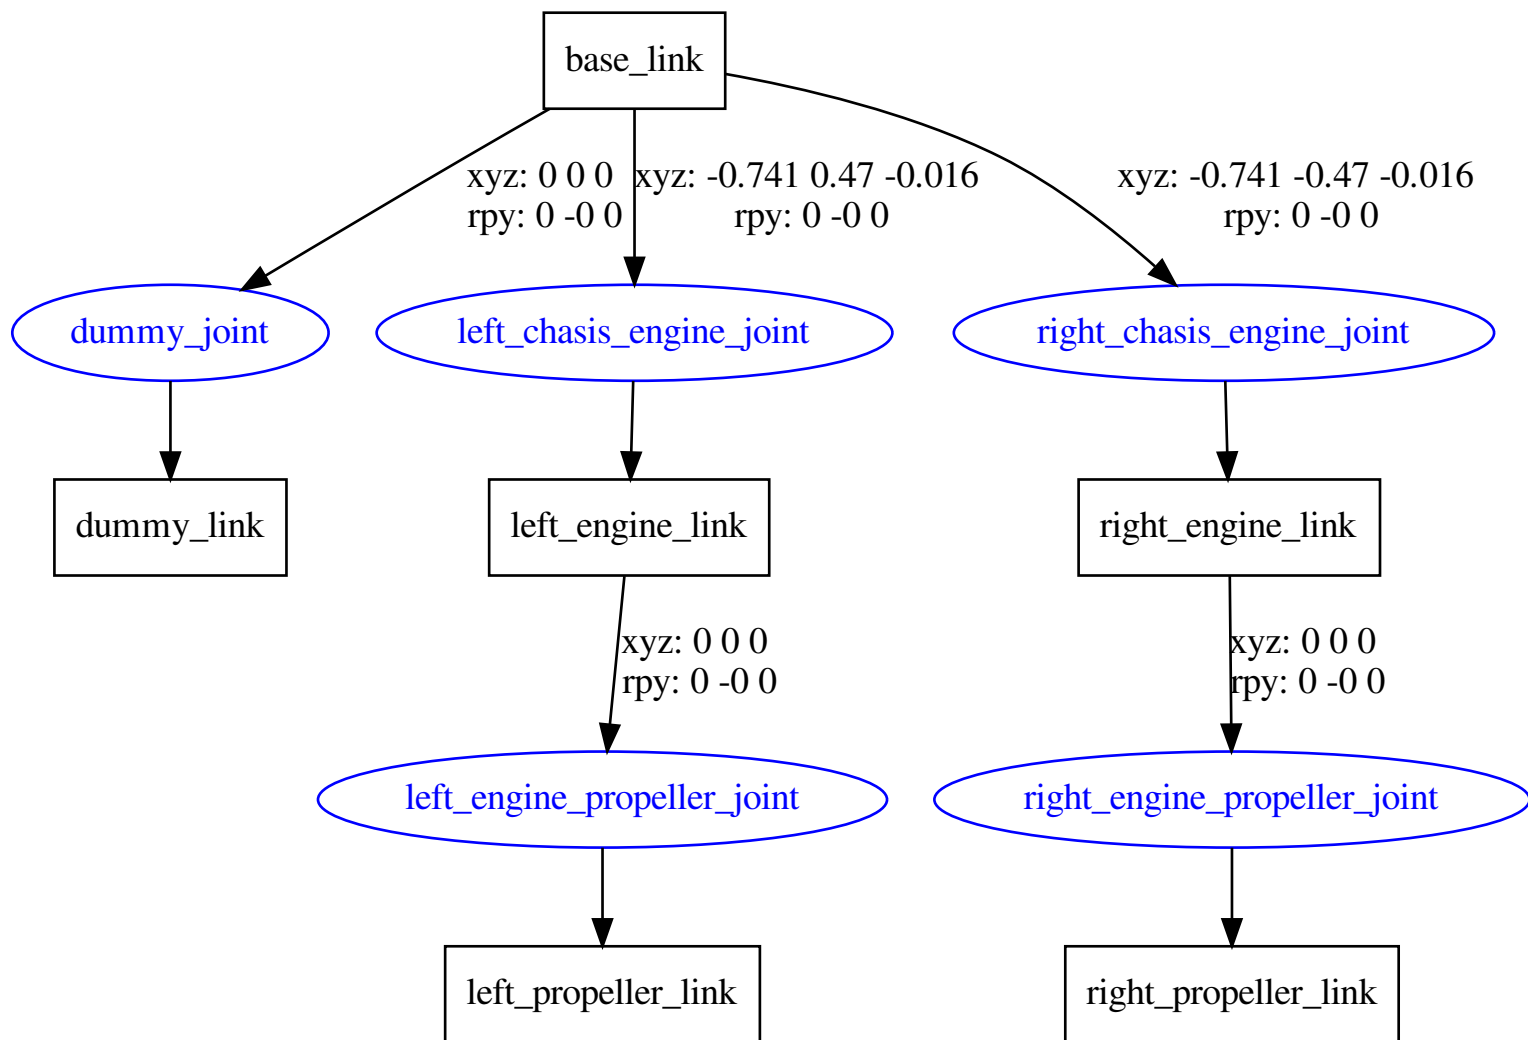 base_link
xyz: 0 0 0
rpy: 0 -0 0
xyz: -0.741 0.47 -0.016
rpy: 0 -0 0
xyz: -0.741 -0.47 -0.016
rpy: 0 -0 0
dummy_joint
left_chasis_engine_joint
right_chasis_engine_joint
dummy_link
left_engine_link
right_engine_link
xyz: 0 0 0
rpy: 0 -0 0
xyz: 0 0 0
rpy: 0 -0 0
left_engine_propeller_joint
right_engine_propeller_joint
left_propeller_link
right_propeller_link